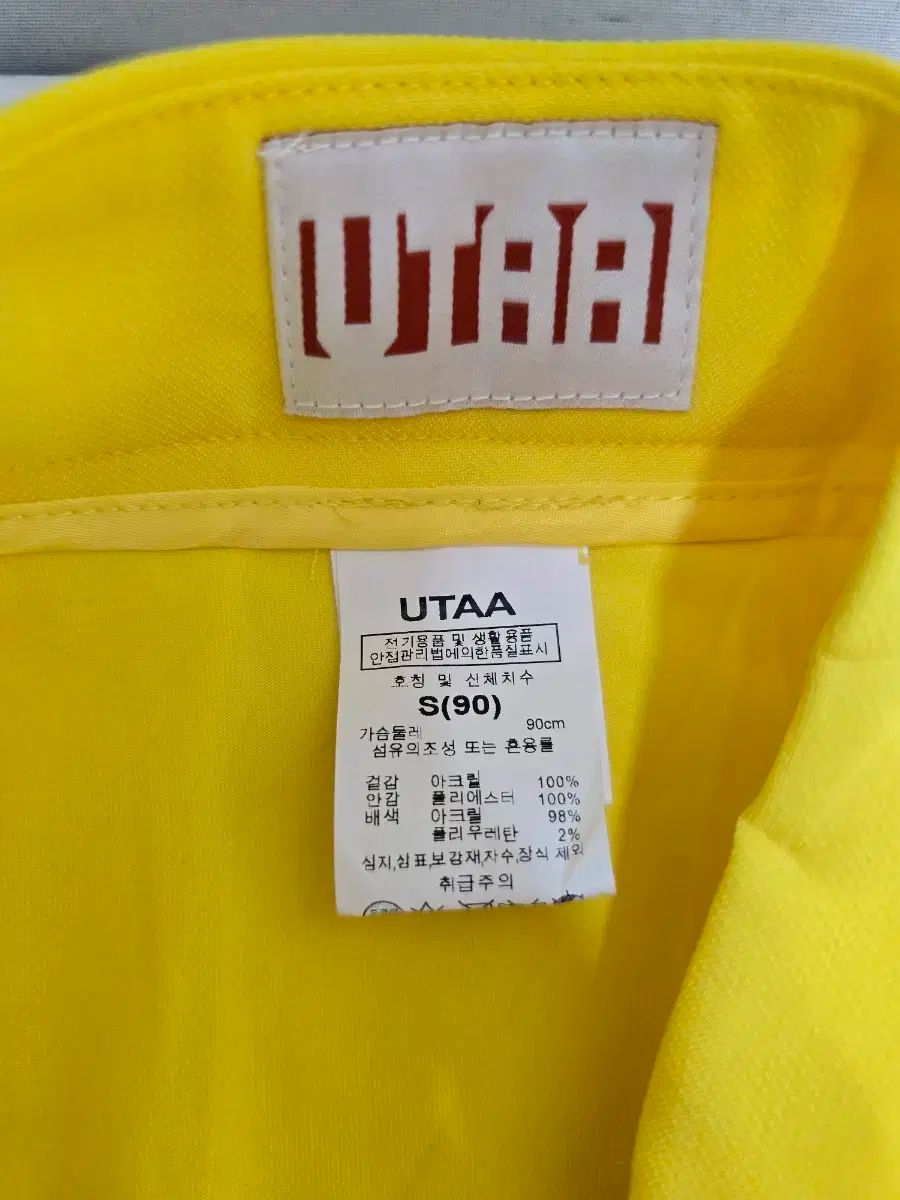 UTAA
UTAA
전기용품 및 생활용품
안전관리법에의한품질표시
호칭 및 신체치수
S(90)
가슴둘레 90cm
섬유의조성 또는 혼용률
겉감 아크릴 100%
안감 폴리에스터 100%
배색 아크릴 98%
폴리우레탄 2%
심지,상표,보강재,자수,장식 제외
취급주의